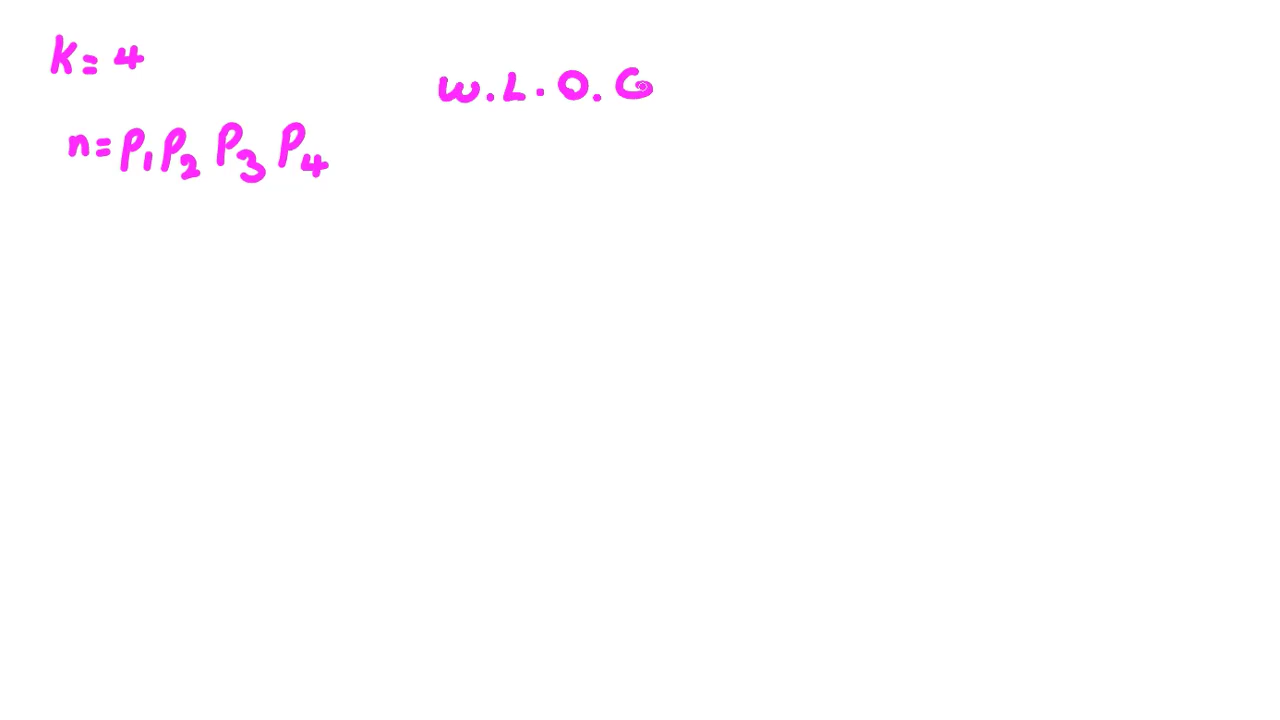 K = 4
W.L.O.G
n = P₁ P₂ P₃ P₄